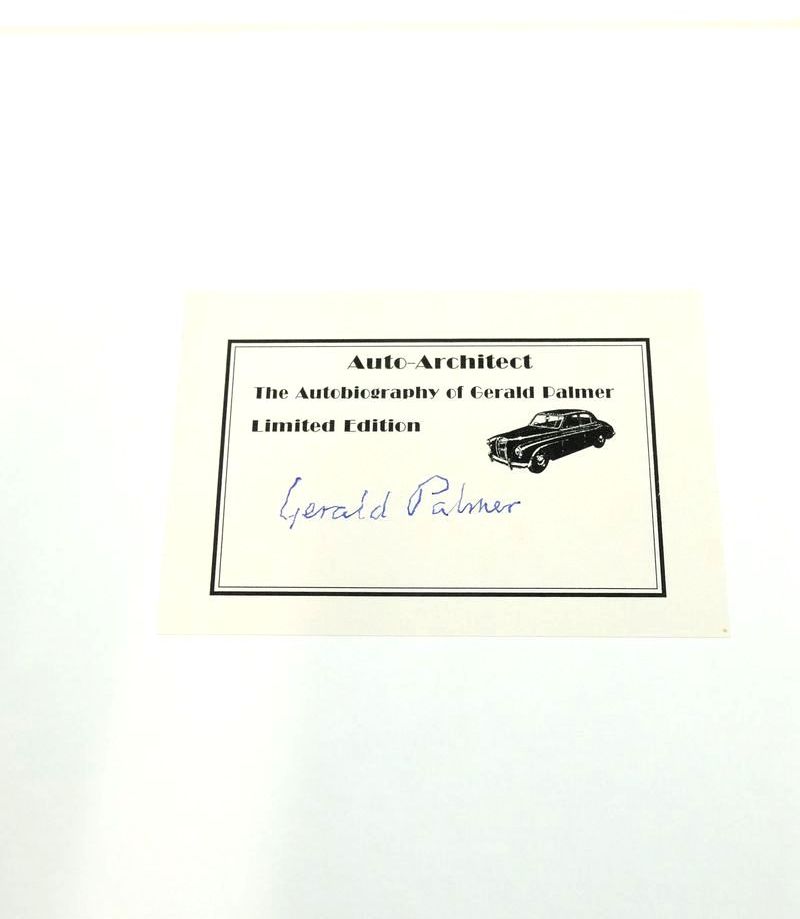 Auto-Architect
The Autobiography of Gerald Palmer
Limited Edition
Gerald Palmer